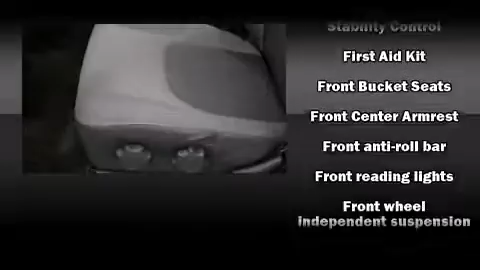 Stability Control
First Aid Kit
Front Bucket Seats
Front Center Armrest
Front anti-roll bar
Front reading lights
Front wheel
independent suspension